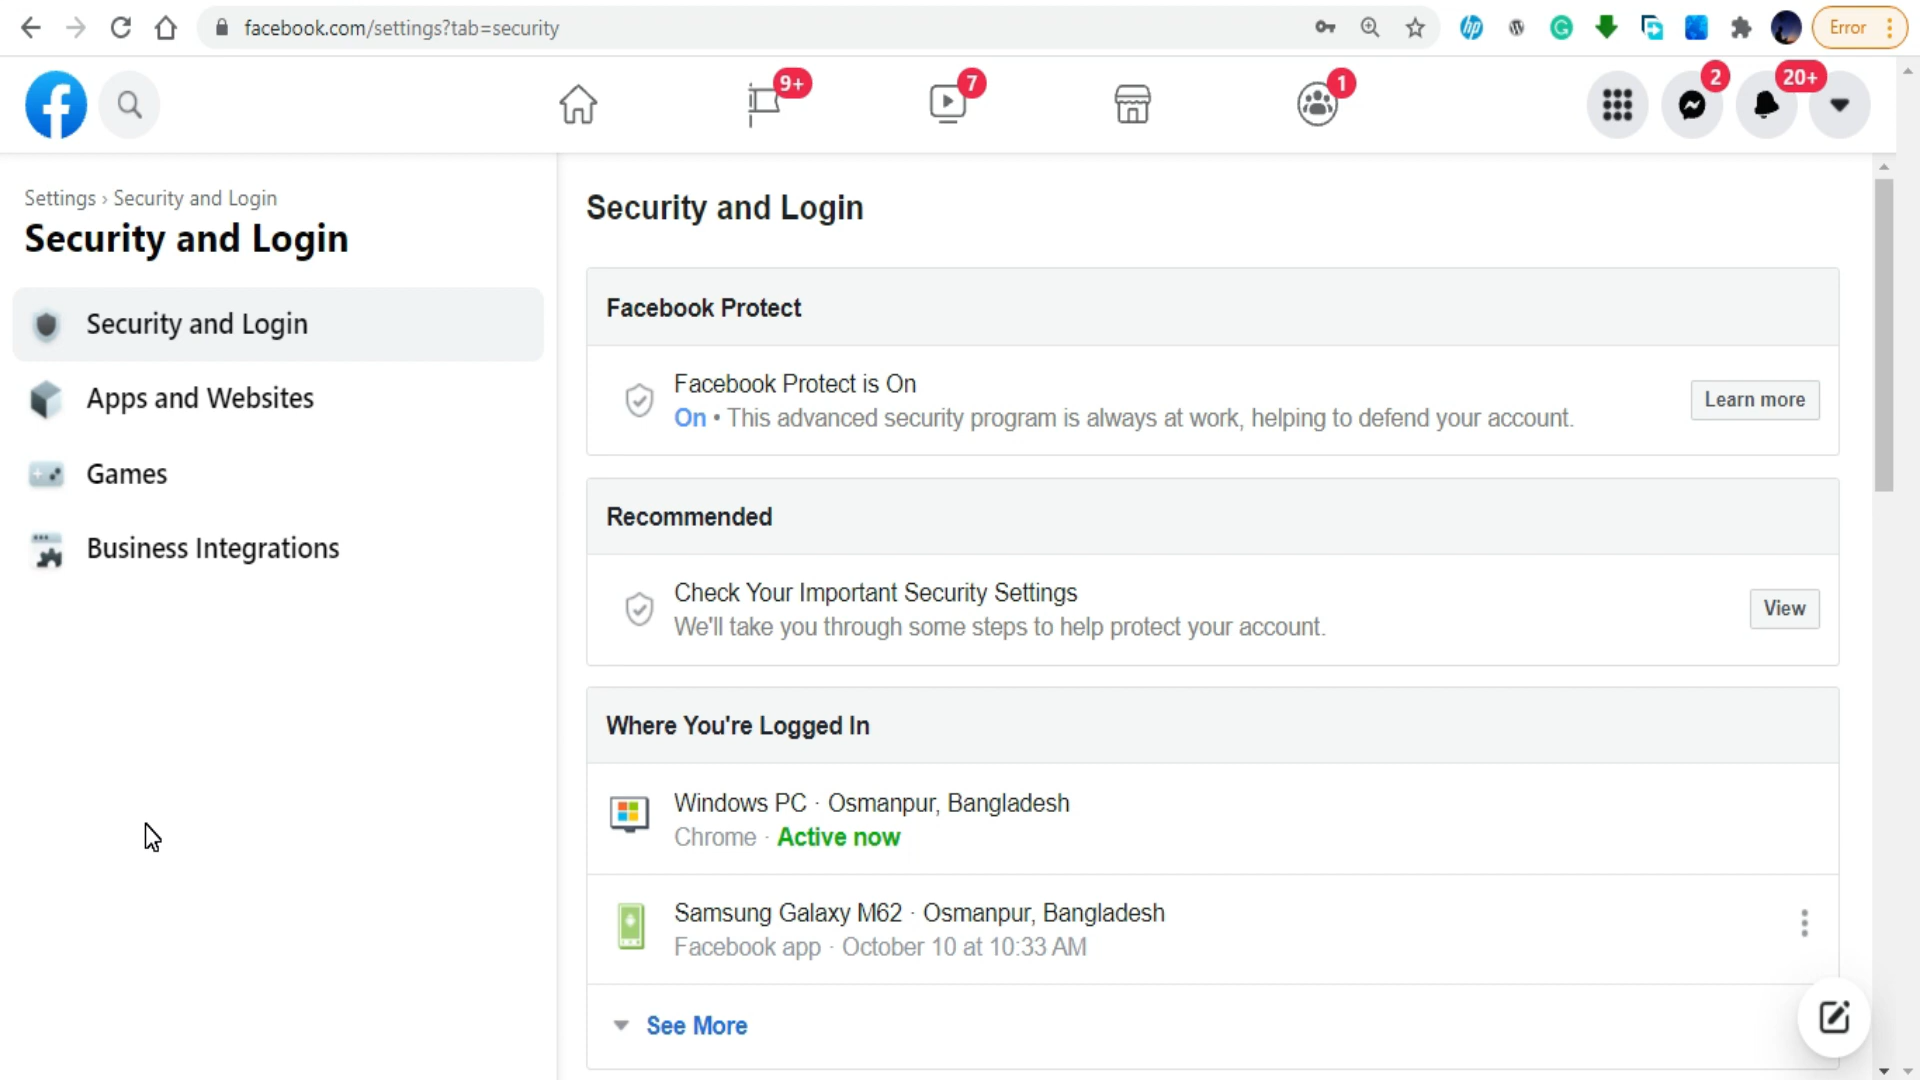 facebook.com/settings?tab=security
Error
9+
7
1
2
20+
Settings › Security and Login
Security and Login
Security and Login
Apps and Websites
Games
Business Integrations
Security and Login
Facebook Protect
Facebook Protect is On
On • This advanced security program is always at work, helping to defend your account.
Learn more
Recommended
Check Your Important Security Settings
We'll take you through some steps to help protect your account.
View
Where You're Logged In
Windows PC · Osmanpur, Bangladesh
Chrome · Active now
Samsung Galaxy M62 · Osmanpur, Bangladesh
Facebook app · October 10 at 10:33 AM
See More